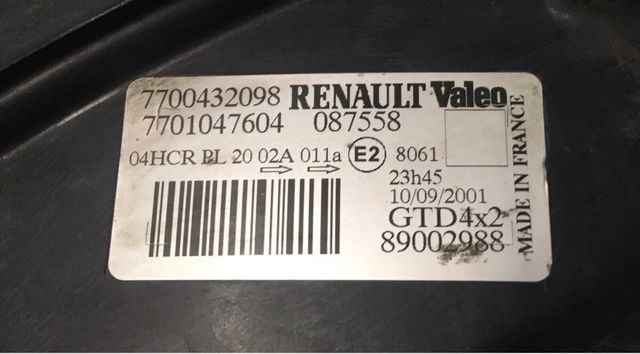 7700432098 RENAULT Valeo
7701047604 087558
04HCR PL 20 02A 011a E2 8061
23h45
10/09/2001
GTD4x2
89002988
MADE IN FRANCE